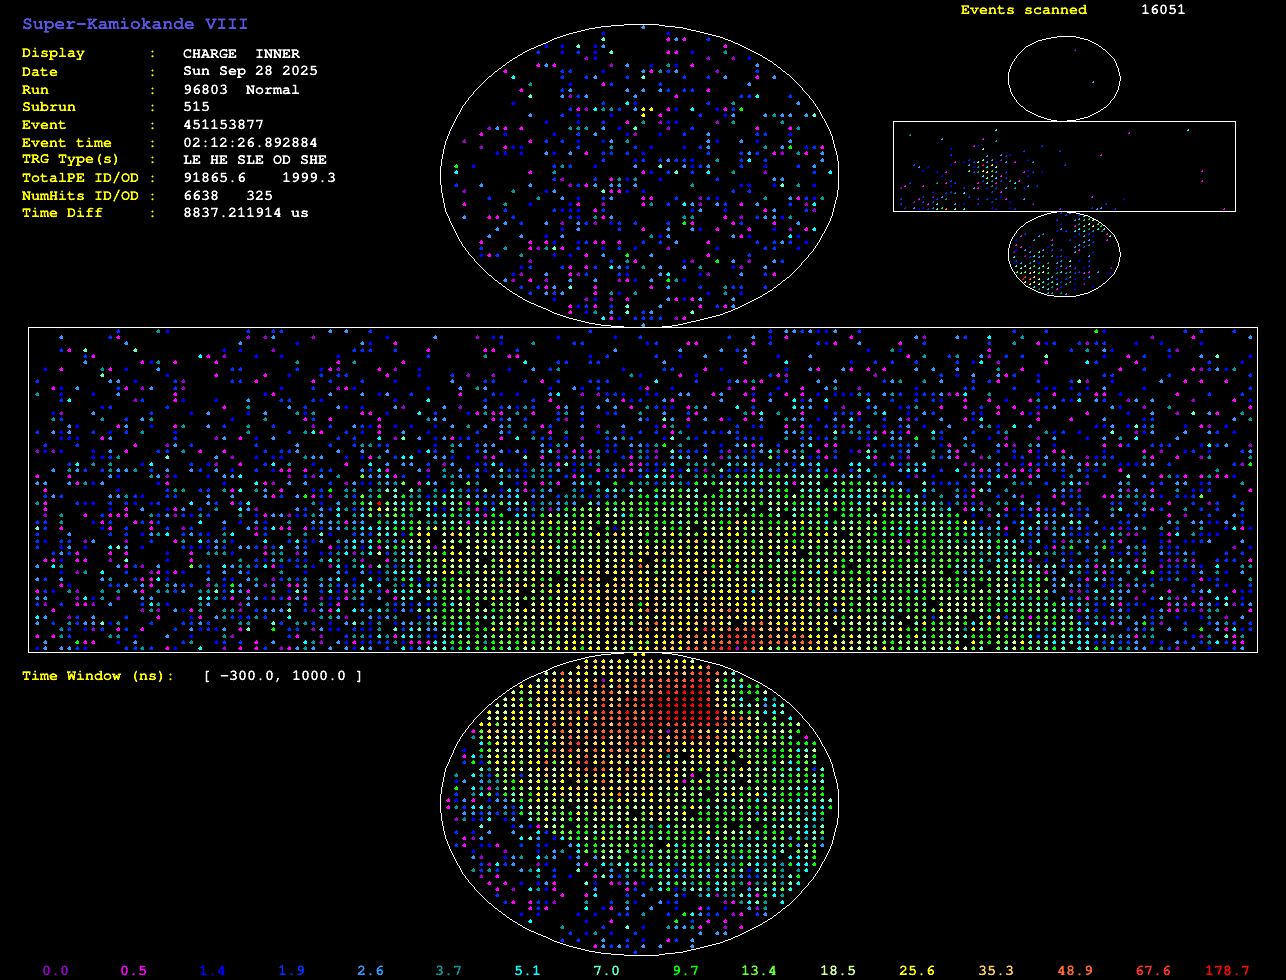 Super-Kamiokande VIII
Events scanned 16051
Display : CHARGE INNER
Date : Sun Sep 28 2025
Run : 96803 Normal
Subrun : 515
Event : 451153877
Event time : 02:12:26.892884
TRG Type(s) : LE HE SLE OD SHE
TotalPE ID/OD : 91865.6 1999.3
NumHits ID/OD : 6638 325
Time Diff : 8837.211914 us
Time Window (ns): [ -300.0, 1000.0 ]
0.0 0.5 1.4 1.9 2.6 3.7 5.1 7.0 9.7 13.4 18.5 25.6 35.3 48.9 67.6 178.7